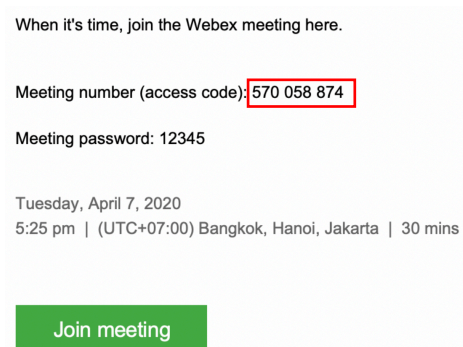 When it's time, join the Webex meeting here.
Meeting number (access code): 570 058 874
Meeting password: 12345
Tuesday, April 7, 2020
5:25 pm | (UTC+07:00) Bangkok, Hanoi, Jakarta | 30 mins
Join meeting